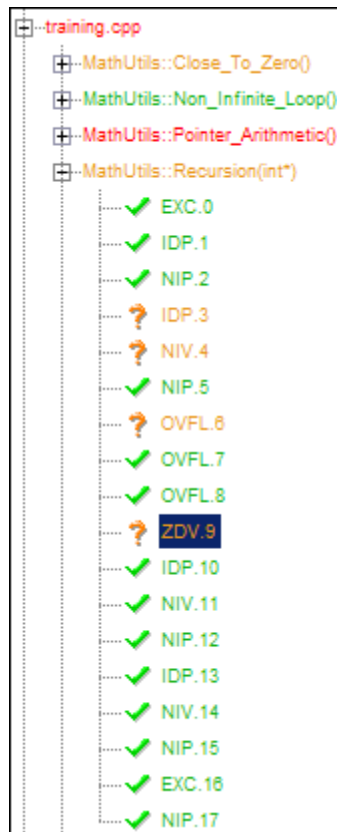 training.cpp
MathUtils::Close_To_Zero()
MathUtils::Non_Infinite_Loop()
MathUtils::Pointer_Arithmetic()
MathUtils::Recursion(int*)
EXC.0
IDP.1
NIP.2
IDP.3
NIV.4
NIP.5
OVFL.6
OVFL.7
OVFL.8
ZDV.9
IDP.10
NIV.11
NIP.12
IDP.13
NIV.14
NIP.15
EXC.16
NIP.17